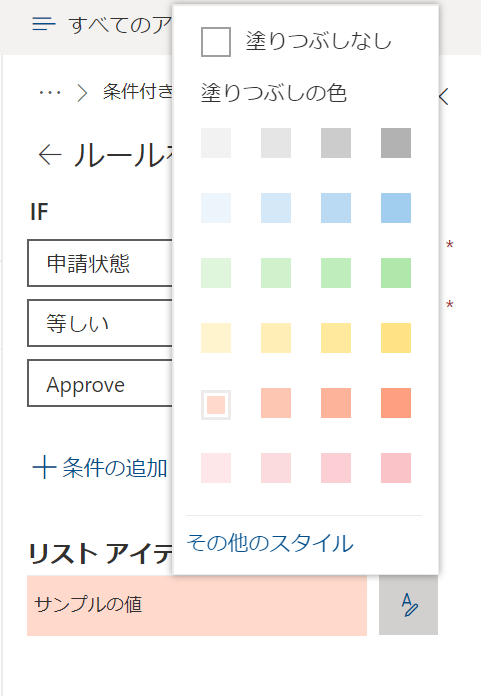 すべてのア
塗りつぶしなし
… 条件付き
塗りつぶしの色
ルール
IF
申請状態
*
等しい
*
Approve
条件の追加
リスト アイテ
その他のスタイル
サンプルの値